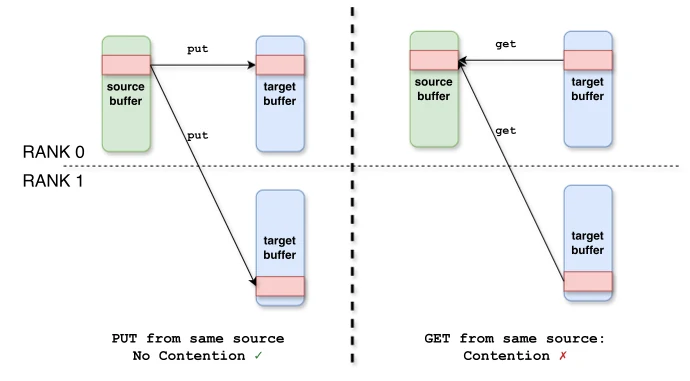 put
source
buffer
target
buffer
put
RANK 0
RANK 1
target
buffer
PUT from same source
No Contention ✓
get
source
buffer
target
buffer
get
target
buffer
GET from same source:
Contention ✗